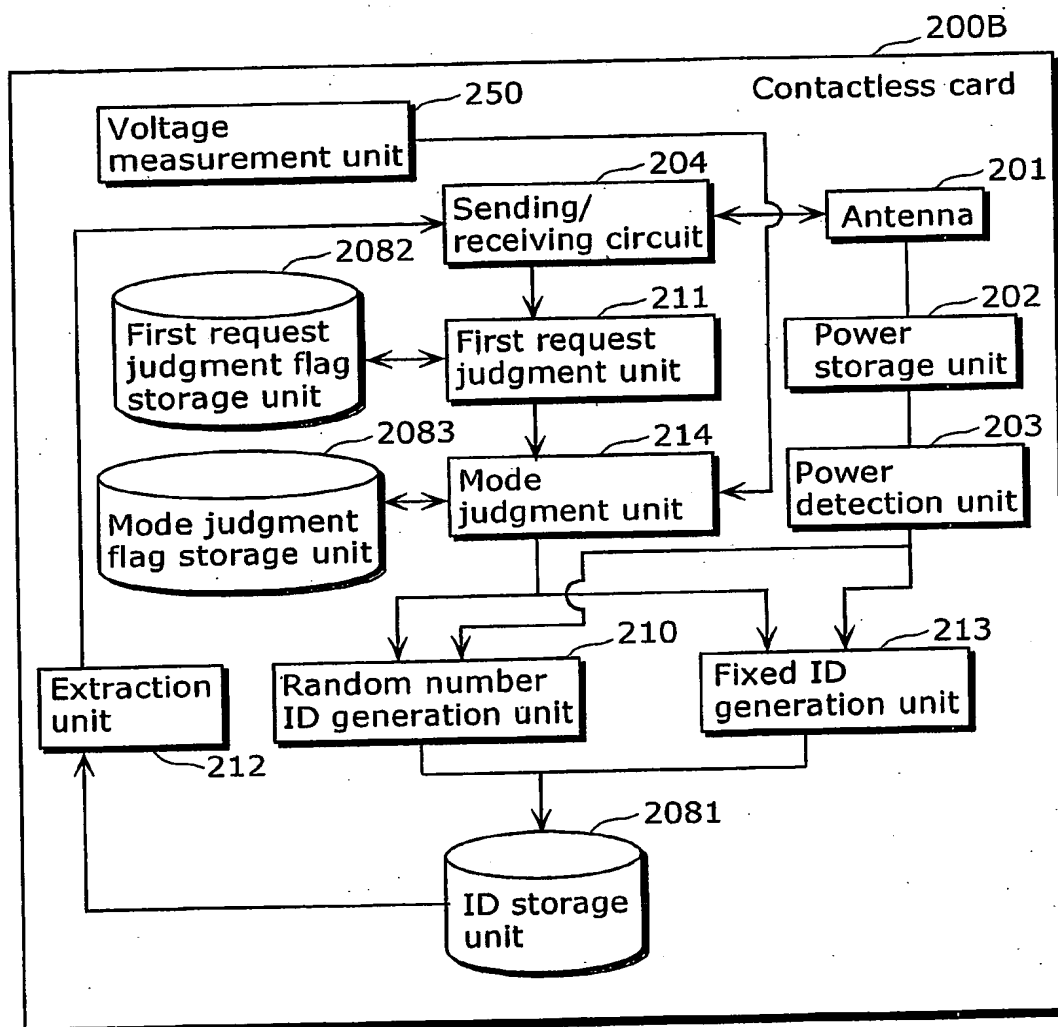 200B
Contactless card
250
Voltage
measurement unit
204
Sending/
receiving circuit
201
Antenna
2082
First request
judgment flag
storage unit
211
First request
judgment unit
202
Power
storage unit
2083
Mode judgment
flag storage unit
214
Mode
judgment unit
203
Power
detection unit
210
Random number
ID generation unit
213
Fixed ID
generation unit
Extraction
unit
212
2081
ID storage
unit